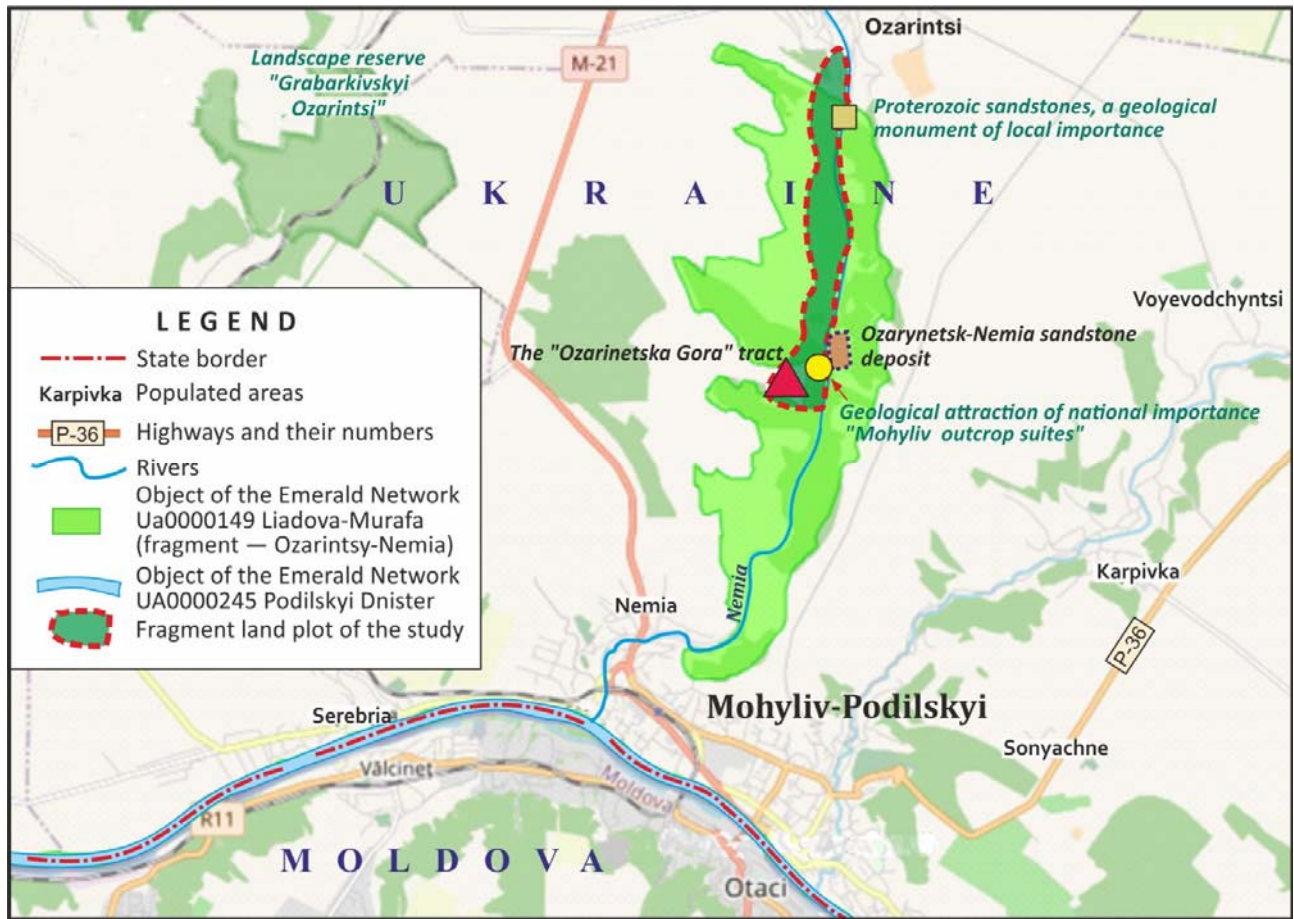 Ozarintsi
M-21
Landscape reserve
"Grabarkivskyi
Ozarintsi"
Proterozoic sandstones, a geological
monument of local importance
UKRAINE
Voyevodchyntsi
LEGEND
State border
Karpivka Populated areas
P-36 Highways and their numbers
Rivers
Object of the Emerald Network
Ua0000149 Liadova-Murafa
(fragment — Ozarintsy-Nemia)
Object of the Emerald Network
UA0000245 Podilskyi Dnister
Fragment land plot of the study
The "Ozarinetska Gora" tract
Ozarynetsk-Nemia sandstone
deposit
Geological attraction of national importance
"Mohyliv outcrop suites"
Karpivka
Nemia
Nemia
P-36
Mohyliv-Podilskyi
Serebria
Sonyachne
Vălcineț
Moldova
R11
MOLDOVA
Otaci